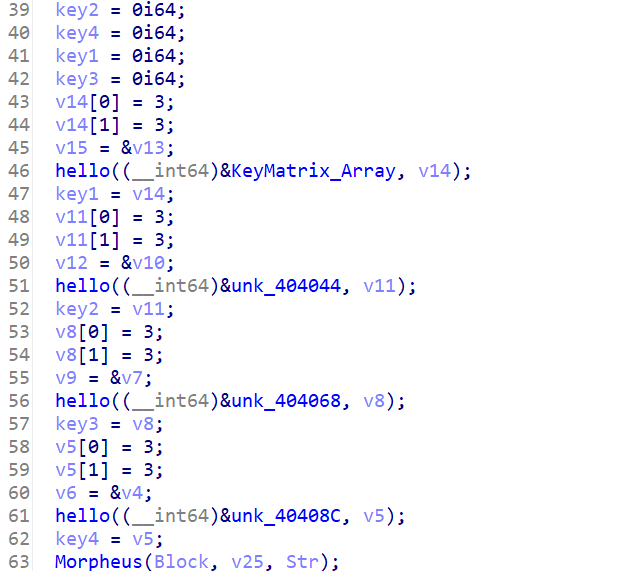 39 key2 = 0i64;
40 key4 = 0i64;
41 key1 = 0i64;
42 key3 = 0i64;
43 v14[0] = 3;
44 v14[1] = 3;
45 v15 = &v13;
46 hello((__int64)&KeyMatrix_Array, v14);
47 key1 = v14;
48 v11[0] = 3;
49 v11[1] = 3;
50 v12 = &v10;
51 hello((__int64)&unk_404044, v11);
52 key2 = v11;
53 v8[0] = 3;
54 v8[1] = 3;
55 v9 = &v7;
56 hello((__int64)&unk_404068, v8);
57 key3 = v8;
58 v5[0] = 3;
59 v5[1] = 3;
60 v6 = &v4;
61 hello((__int64)&unk_40408C, v5);
62 key4 = v5;
63 Morpheus(Block, v25, Str);